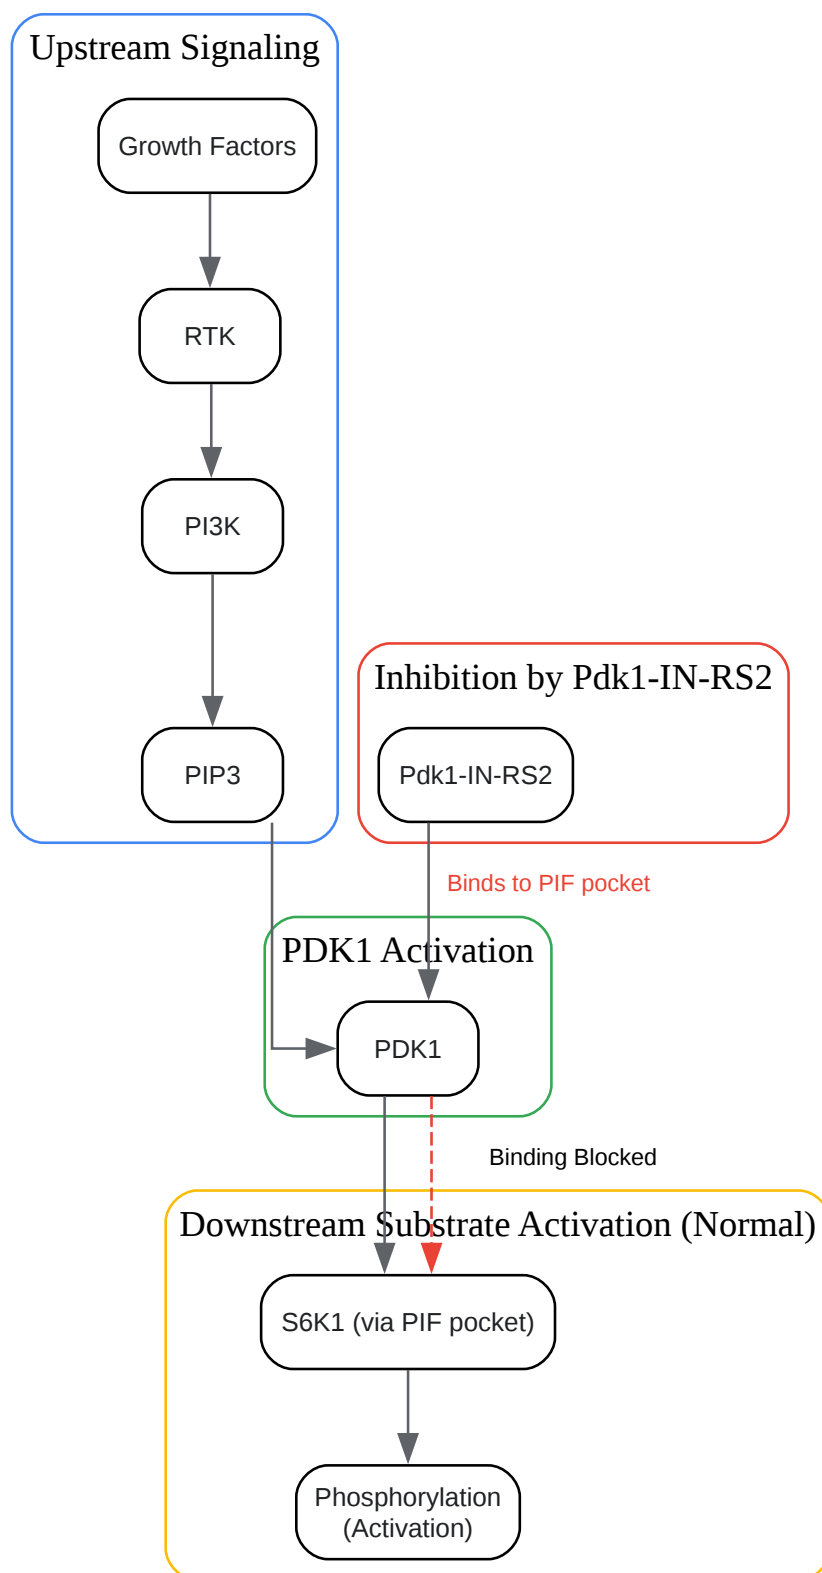 Upstream Signaling
Growth Factors
RTK
PI3K
PIP3
Inhibition by Pdk1-IN-RS2
Pdk1-IN-RS2
Binds to PIF pocket
PDK1 Activation
PDK1
Binding Blocked
Downstream Substrate Activation (Normal)
S6K1 (via PIF pocket)
Phosphorylation
(Activation)